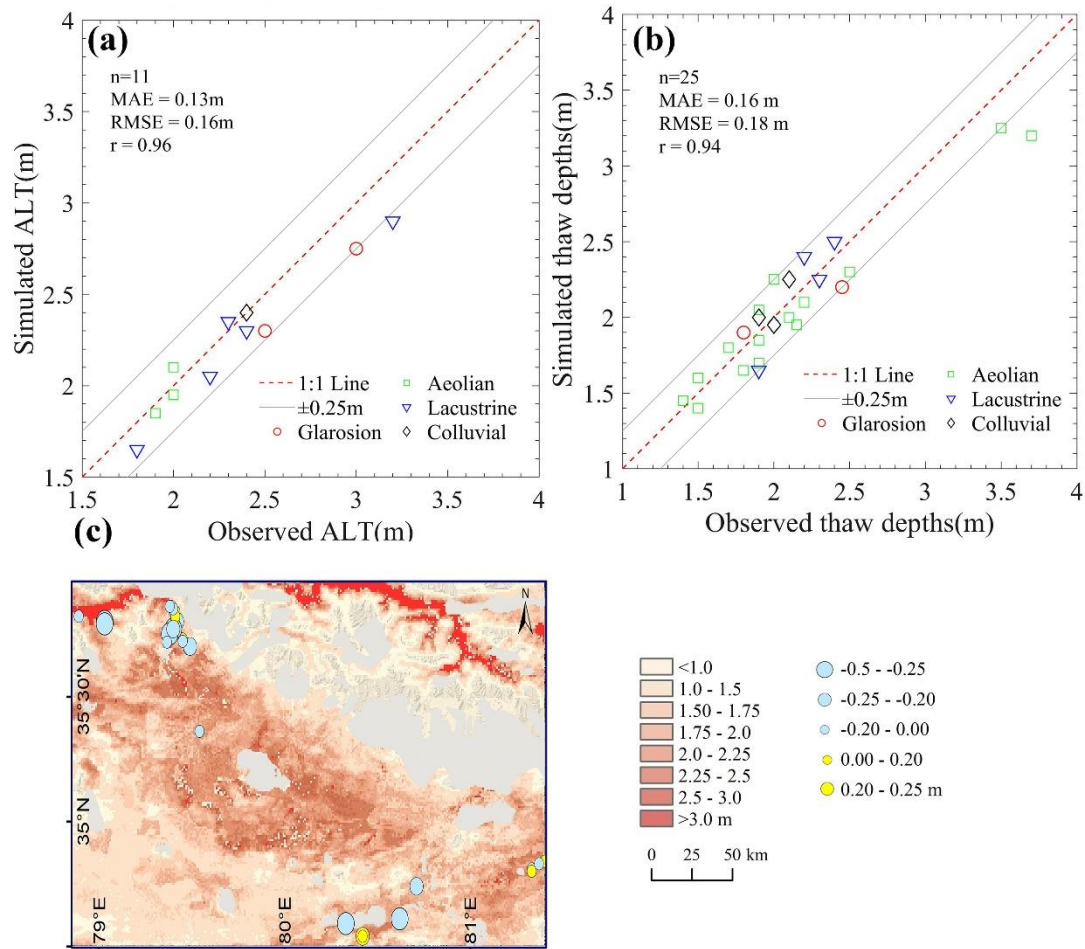 (a)
n=11
MAE = 0.13m
RMSE = 0.16m
r = 0.96
Simulated ALT(m)
4
3.5
3
2.5
2
1.5
1.5
2
2.5
3
3.5
4
Observed ALT(m)
1:1 Line
±0.25m
Glarosion
Aeolian
Lacustrine
Colluvial
(b)
n=25
MAE = 0.16 m
RMSE = 0.18 m
r = 0.94
Simulated thaw depths(m)
4
3.5
3
2.5
2
1.5
1
1
1.5
2
2.5
3
3.5
4
Observed thaw depths(m)
1:1 Line
±0.25m
Glarosion
Aeolian
Lacustrine
Colluvial
(c)
N
35°30'N
35°N
79°E
80°E
81°E
<1.0
1.0 - 1.5
1.50 - 1.75
1.75 - 2.0
2.0 - 2.25
2.25 - 2.5
2.5 - 3.0
>3.0 m
0 25 50 km
-0.5 - -0.25
-0.25 - -0.20
-0.20 - 0.00
0.00 - 0.20
0.20 - 0.25 m